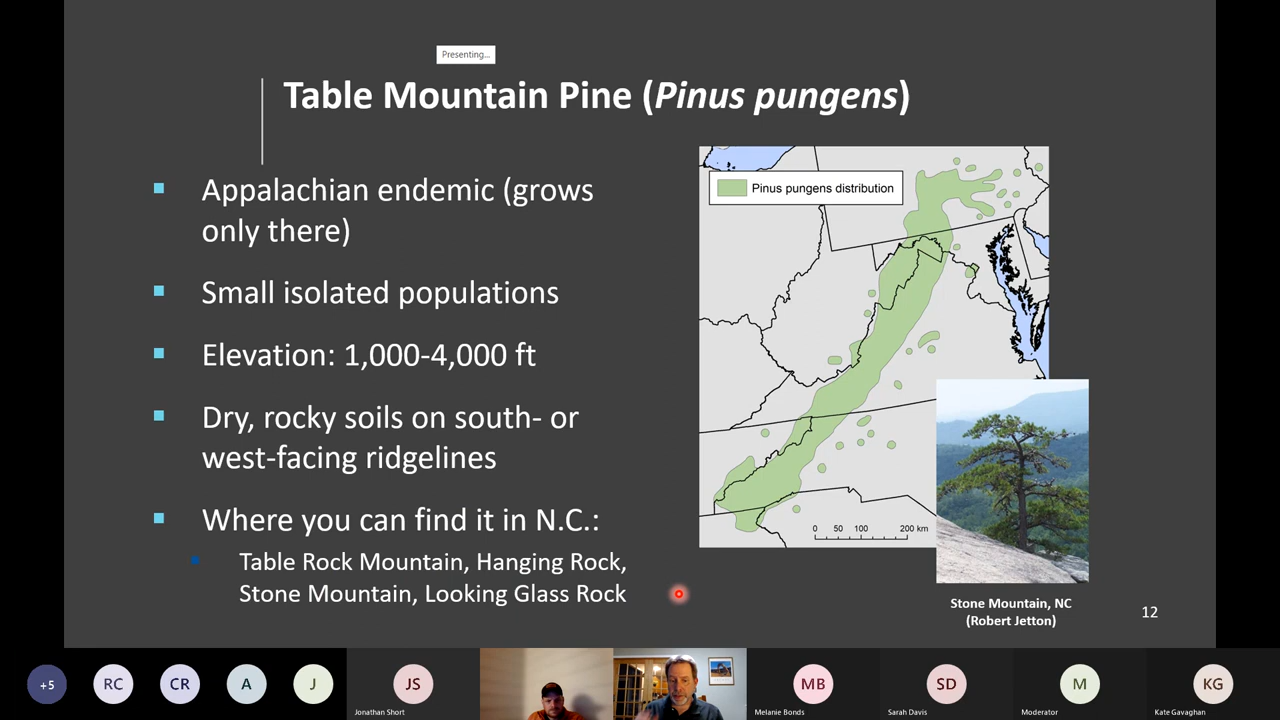 Presenting...
Table Mountain Pine (Pinus pungens)
Appalachian endemic (grows
only there)
Small isolated populations
Elevation: 1,000-4,000 ft
Dry, rocky soils on south- or
west-facing ridgelines
Where you can find it in N.C.:
Table Rock Mountain, Hanging Rock,
Stone Mountain, Looking Glass Rock
Pinus pungens distribution
0 50 100 200 km
Stone Mountain, NC
(Robert Jetton)
12
+5
RC
CR
A
J
JS
Jonathan Short
MB
Melanie Bonds
SD
Sarah Davis
M
Moderator
KG
Kate Gavaghan